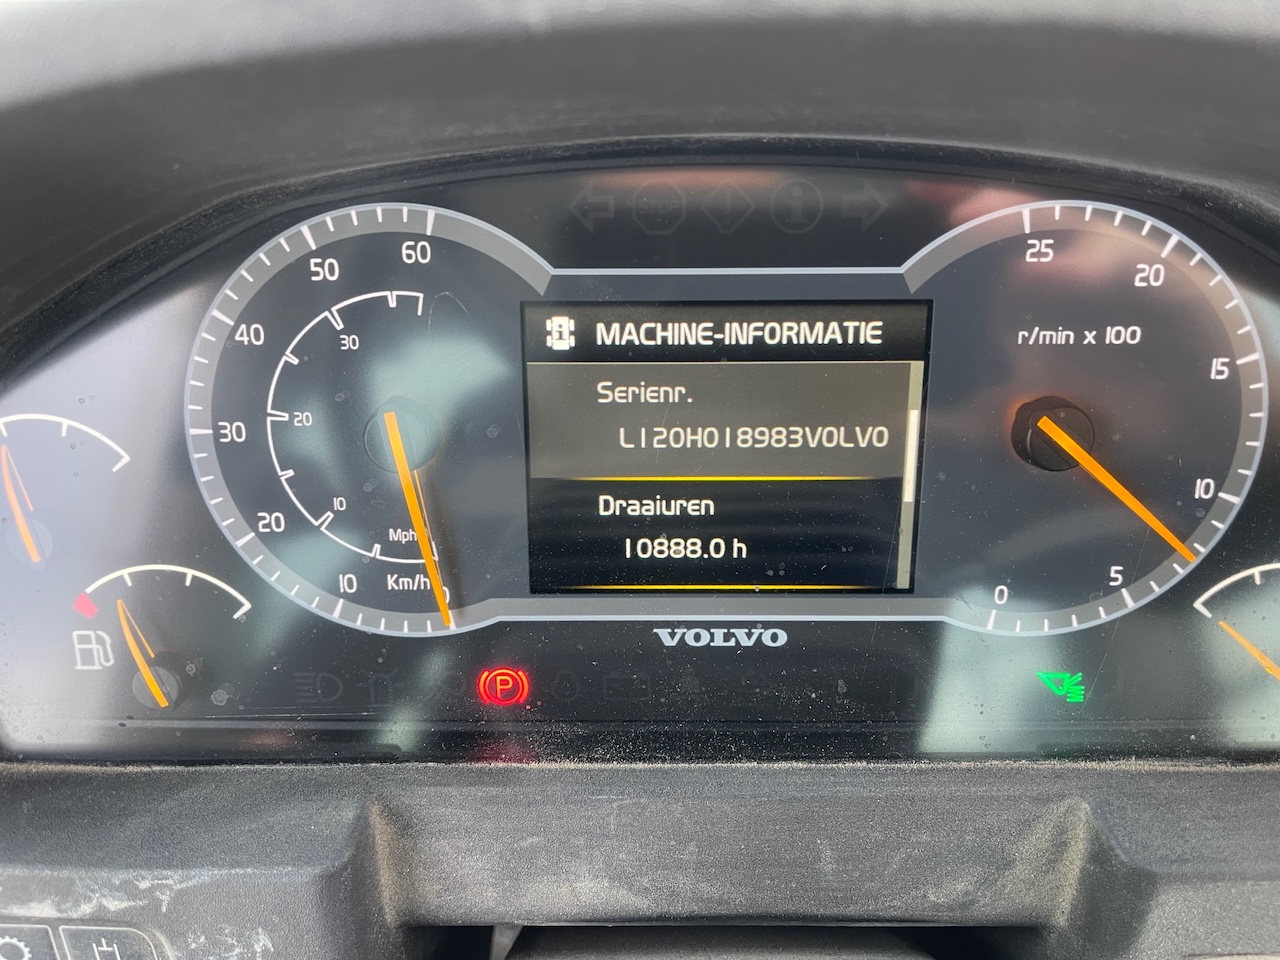 60
50
40
30
20
10
0
30
20
10
Mph
Km/h
MACHINE-INFORMATIE
Serienr.
L120H018983VOLVO
Draaiuren
10888.0 h
25
20
15
10
5
0
r/min x 100
VOLVO
P